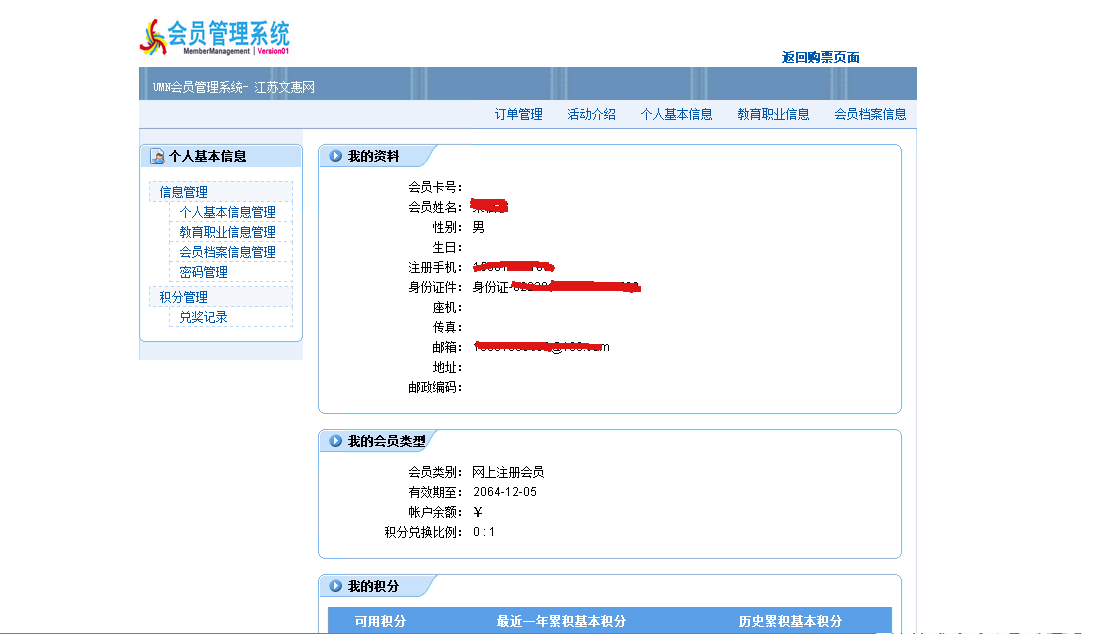 会员管理系统
MemberManagement | Version01
返回购票页面
UMN会员管理系统- 江苏文惠网
订单管理 活动介绍 个人基本信息 教育职业信息 会员档案信息
个人基本信息
信息管理
个人基本信息管理
教育职业信息管理
会员档案信息管理
密码管理
积分管理
兑奖记录
我的资料
会员卡号：
会员姓名：
性别： 男
生日：
注册手机：
身份证件： 身份证-
座机：
传真：
邮箱：
地址：
邮政编码：
我的会员类型
会员类别： 网上注册会员
有效期至： 2064-12-05
帐户余额： ￥
积分兑换比例： 0 : 1
我的积分
可用积分 最近一年累积基本积分 历史累积基本积分